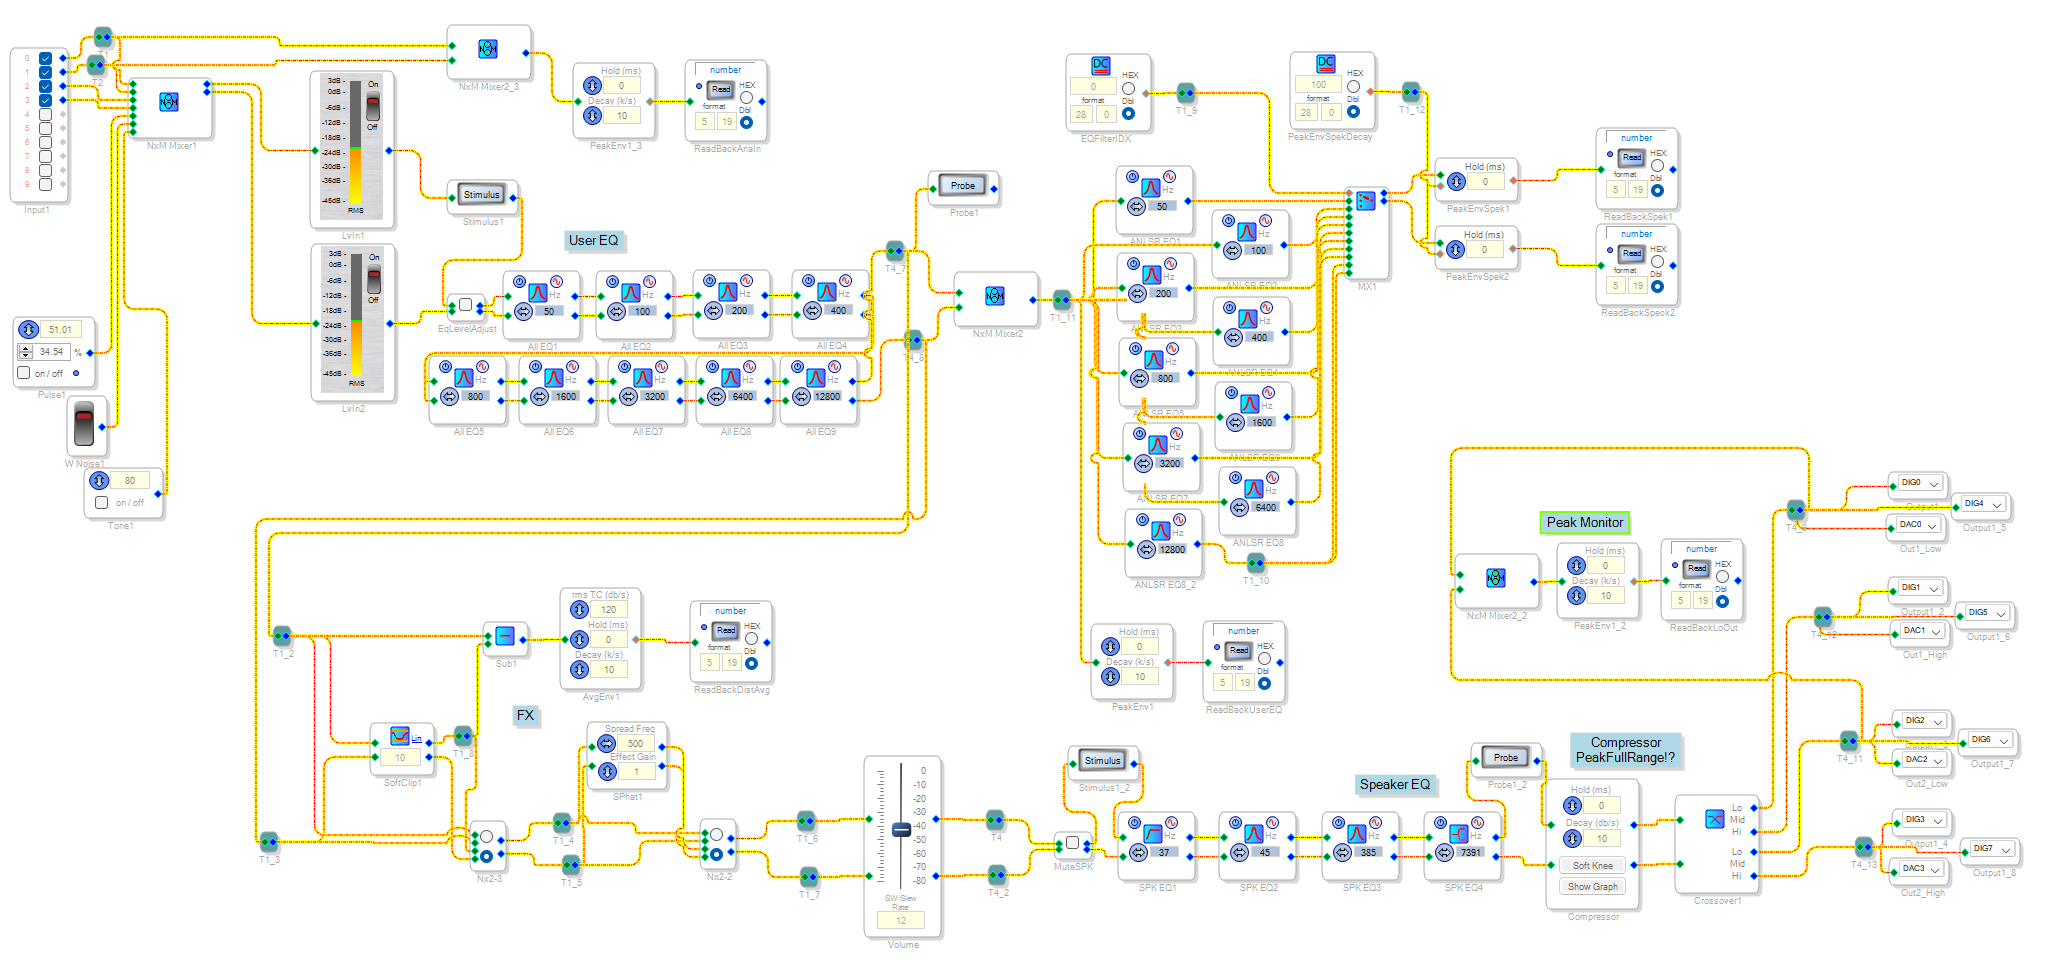 0
1
2
3
4
5
6
7
8
9
Input1
T1
T2
NxM
NxM Mixer1
51.01
34.54 %
on / off
Pulse1
W Noise1
80
on / off
Tone1
3dB -
0dB -
-6dB -
-12dB -
-18dB -
-24dB -
-30dB -
-36dB -
-45dB -
RMS
On
Off
LvIn1
3dB -
0dB -
-6dB -
-12dB -
-18dB -
-24dB -
-30dB -
-36dB -
-45dB -
RMS
On
Off
LvIn2
NxM
NxM Mixer2_3
Hold (ms)
0
Decay (k/s)
10
PeakEnv1_3
number
Read
HEX
format
Dbl
5 19
ReadBackAnaIn
Stimulus
Stimulus1
User EQ
EqLevelAdjust
Hz
50
All EQ1
Hz
100
All EQ2
Hz
200
All EQ3
Hz
400
All EQ4
Hz
800
All EQ5
Hz
1600
All EQ6
Hz
3200
All EQ7
Hz
6400
All EQ8
Hz
12800
All EQ9
T4_7
T4_8
Probe
Probe1
NxM
NxM Mixer2
T1_11
DC
0
HEX
format
Dbl
28 0
EQFilterIDX
T1_9
DC
100
HEX
format
Dbl
28 0
PeakEnvSpekDecay
T1_12
Hz
50
ANLSR EQ1
Hz
100
ANLSR EQ2
Hz
200
ANLSR EQ3
Hz
400
ANLSR EQ4
Hz
800
ANLSR EQ5
Hz
1600
ANLSR EQ6
Hz
3200
ANLSR EQ7
Hz
6400
ANLSR EQ8
Hz
12800
ANLSR EQ8_2
T1_10
MX1
Hold (ms)
0
PeakEnvSpek1
Hold (ms)
0
PeakEnvSpek2
number
Read
HEX
format
Dbl
5 19
ReadBackSpek1
number
Read
HEX
format
Dbl
5 19
ReadBackSpeck2
Hold (ms)
0
Decay (k/s)
10
PeakEnv1
number
Read
HEX
format
Dbl
5 19
ReadBackUserEQ
T1_2
T1_3
Sub1
rms TC (db/s)
120
Hold (ms)
0
Decay (k/s)
10
AvgEnv1
number
Read
HEX
format
Dbl
5 19
ReadBackDistAvg
FX
Lin
10
SoftClip1
T1_8
Spread Freq
500
Effect Gain
1
SPhat1
Nx2-3
T1_4
T1_5
Nx2-2
T1_6
T1_7
0
-10
-20
-30
-40
-50
-60
-70
-80
SW Slew
Rate
12
Volume
T4
T4_2
MuteSPK
Stimulus
Stimulus1_2
Speaker EQ
Hz
37
SPK EQ1
Hz
45
SPK EQ2
Hz
385
SPK EQ3
Hz
7391
SPK EQ4
Probe
Probe1_2
Compressor
PeakFullRange!?
Hold (ms)
0
Decay (db/s)
10
Soft Knee
Show Graph
Compressor
Lo
Mid
Hi
Lo
Mid
Hi
Crossover1
Peak Monitor
NxM
NxM Mixer2_2
Hold (ms)
0
Decay (k/s)
10
PeakEnv1_2
number
Read
HEX
format
Dbl
5 19
ReadBackLoOut
DIG0
DIG4
Output1_5
DAC0
Out1_Low
T4_12
DIG1
Output1_2
DIG5
Output1_6
DAC1
Out1_High
T4_11
DIG2
DIG6
Output1_7
DAC2
Out2_Low
T4_13
DIG3
Output1_4
DIG7
Output1_8
DAC3
Out2_High